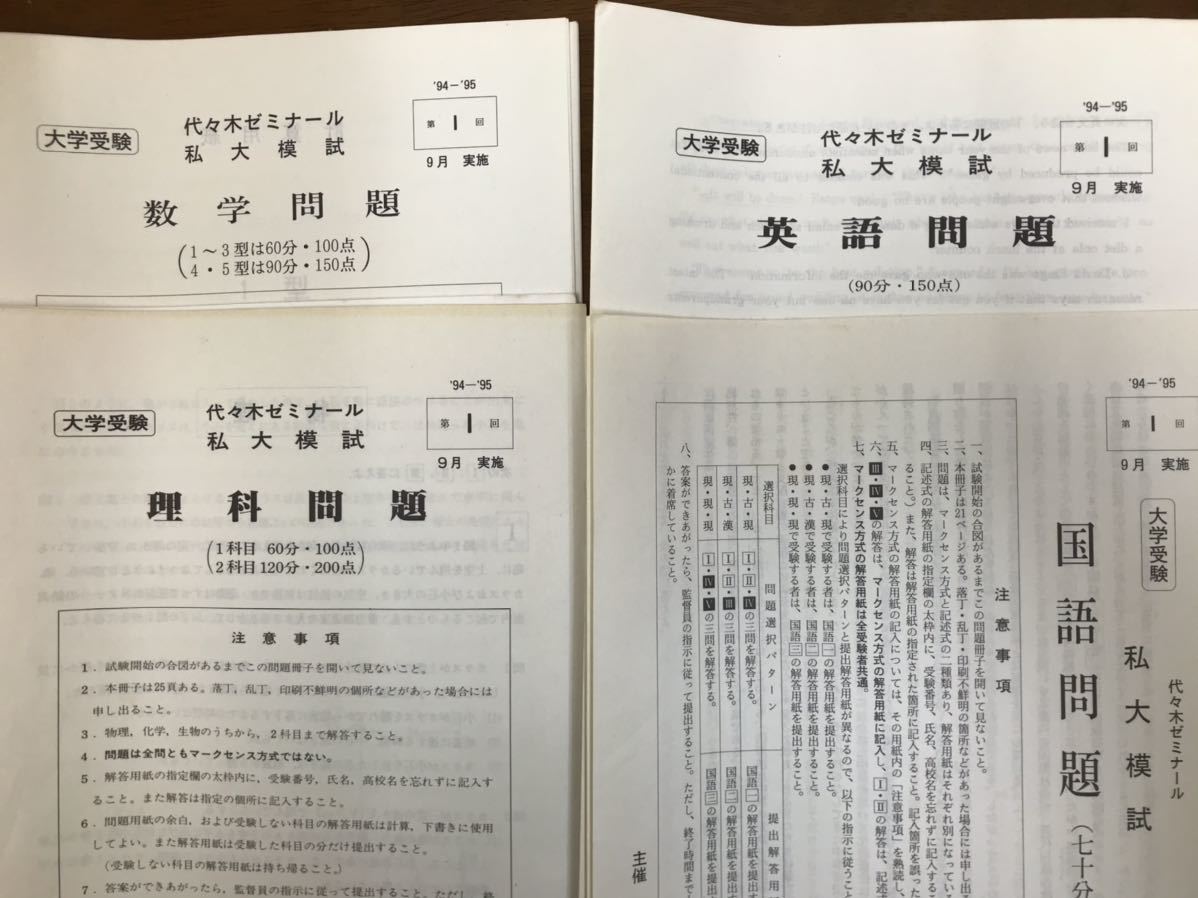 '94－'95
大学受験
代々木ゼミナール
私大模試
第 I 回
9月 実施
数学問題
1～3型は60分・100点
4・5型は90分・150点
'94－'95
大学受験
代々木ゼミナール
私大模試
第 I 回
9月 実施
英語問題
(90分・150点)
'94－'95
大学受験
代々木ゼミナール
私大模試
第 I 回
9月 実施
理科問題
1科目 60分・100点
2科目120分・200点
注意事項
1．試験開始の合図があるまでこの問題冊子を開いて見ないこと。
2．本冊子は25頁ある。落丁，乱丁，印刷不鮮明の個所などがあった場合には
申し出ること。
3．物理，化学，生物のうちから，2科目まで解答すること。
4．問題は全問ともマークセンス方式ではない。
5．解答用紙の指定欄の太枠内に，受験番号，氏名，高校名を忘れずに記入す
ること。また解答は指定の個所に記入すること。
6．問題用紙の余白，および受験しない科目の解答用紙は計算，下書きに使用
してよい。また解答用紙は受験した科目の分だけ提出すること。
(受験しない科目の解答用紙は持ち帰ること。)
7．答案ができあがったら，監督員の指示に従って提出すること。ただし，終
'94－'95
第 I 回
9月 実施
大学受験
代々木ゼミナール
私大模試
国語問題
（七十分
注意事項
一、試験開始の合図があるまでこの問題冊子を開いて見ないこと。
二、本冊子は21ページある。落丁・乱丁・印刷不鮮明の個所などがあった場合には申し出
三、問題は、マークセンス方式と記述式の二種類あり、解答用紙はそれぞれ別になっている
四、記述式の解答用紙の指定欄の太枠内に、受験番号、氏名、高校名を忘れずに記入するこ
ること。）また、解答は解答用紙の指定された箇所に記入すること。記入箇所を誤った
五、マークセンス方式の解答用紙の記入については、その用紙内の「注意事項」を熟読し、
六、Ⅲ・Ⅳ・Ⅴの解答は、マークセンス方式の解答用紙に記入し、Ⅰ・Ⅱの解答は、記述式
七、マークセンス方式の解答用紙は全受験者共通。
選択科目により問題選択パターンと提出解答用紙が異なるので、以下の指示に従うこと
●現・古・現で受験する者は、国語一の解答用紙を提出すること。
●現・古・漢で受験する者は、国語二の解答用紙を提出すること。
●現・現・現で受験する者は、国語三の解答用紙を提出すること。
選択科目
問題選択パターン
提出解答用
現・古・現
Ⅰ・Ⅱ・Ⅳの三問を解答する。
国語一の解答用紙を提出す
現・古・漢
Ⅰ・Ⅱ・Ⅲの三問を解答する。
国語二の解答用紙を提出す
現・現・現
Ⅰ・Ⅳ・Ⅴの三問を解答する。
国語三の解答用紙を提出す
八、答案ができあがったら、監督員の指示に従って提出すること。ただし、終了時間まで
かに着席していること。
主催